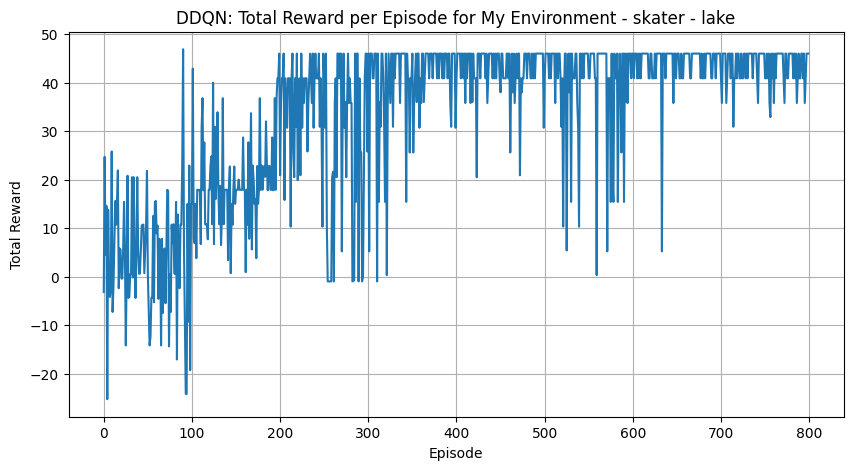 DDQN: Total Reward per Episode for My Environment - skater - lake
50
40
30
20
10
0
−10
−20
Total Reward
0 100 200 300 400 500 600 700 800
Episode